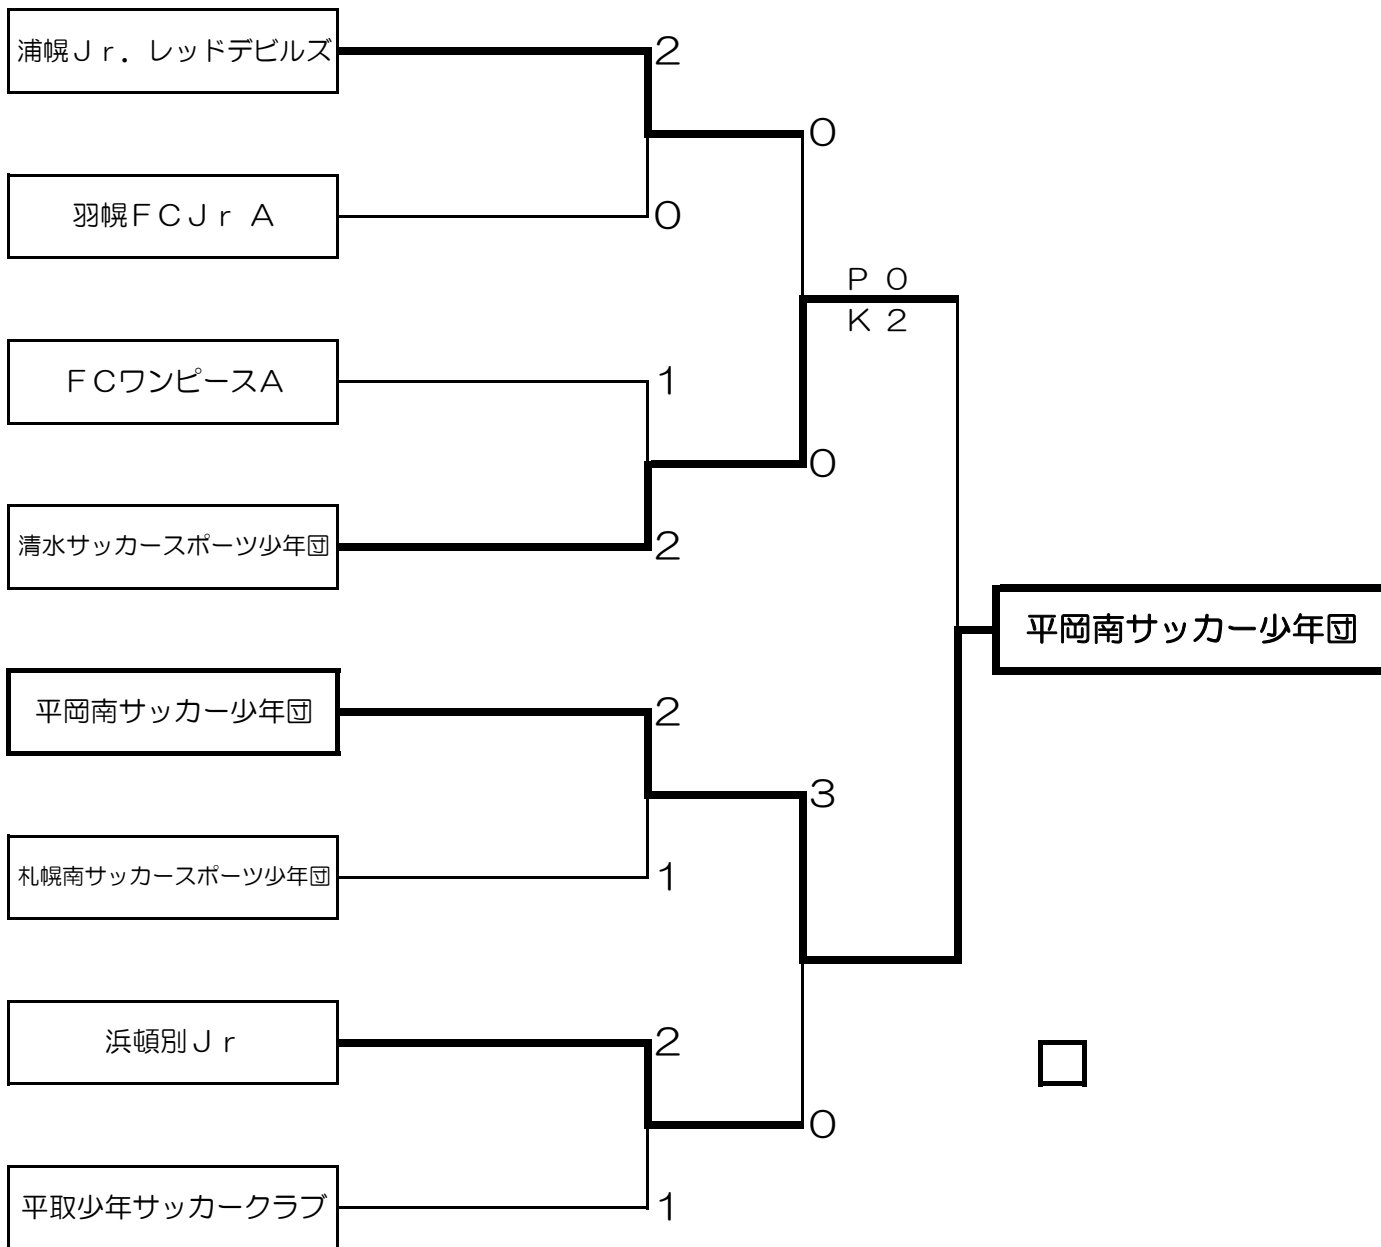 浦幌Ｊｒ．レッドデビルズ
2
0
羽幌ＦＣＪｒ Ａ
0
Ｐ 0
Ｋ 2
ＦＣワンピースＡ
1
0
清水サッカースポーツ少年団
2
平岡南サッカー少年団
平岡南サッカー少年団
2
3
札幌南サッカースポーツ少年団
1
浜頓別Ｊｒ
2
0
平取少年サッカークラブ
1